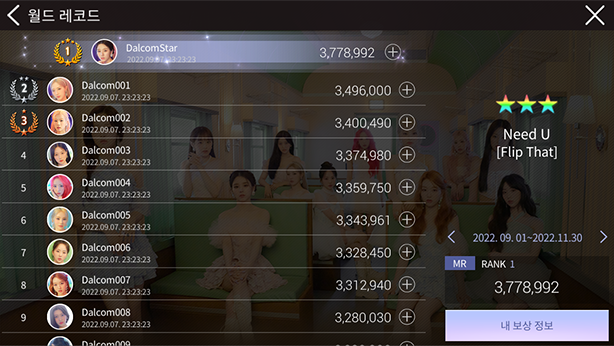 월드 레코드
1
DalcomStar
2022.09.07. 23:23:23
3,778,992
2
Dalcom001
2022.09.07. 23:23:23
3,496,000
3
Dalcom002
2022.09.07. 23:23:23
3,400,490
4
Dalcom003
2022.09.07. 23:23:23
3,374,980
5
Dalcom004
2022.09.07. 23:23:23
3,359,750
6
Dalcom005
2022.09.07. 23:23:23
3,343,961
7
Dalcom006
2022.09.07. 23:23:23
3,328,450
8
Dalcom007
2022.09.07. 23:23:23
3,312,940
9
Dalcom008
2022.09.07. 23:23:23
3,280,030
Dalcom009
Need U
[Flip That]
2022. 09. 01~2022.11.30
MR RANK 1
3,778,992
내 보상 정보